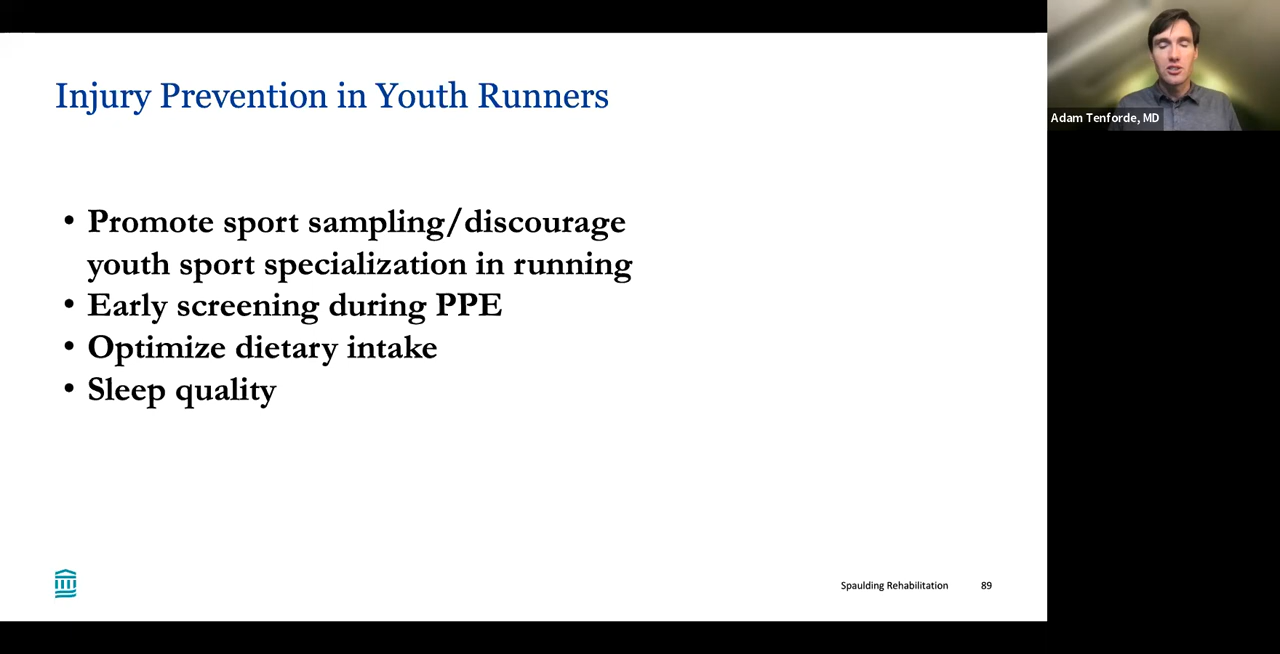 Injury Prevention in Youth Runners
• Promote sport sampling/discourage
youth sport specialization in running
• Early screening during PPE
• Optimize dietary intake
• Sleep quality
Spaulding Rehabilitation 89
Adam Tenforde, MD